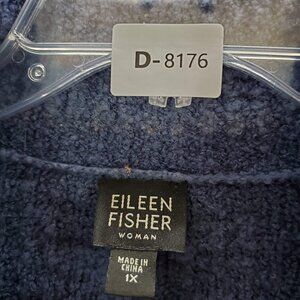 D-8176
EILEEN
FISHER
WOMAN
MADE IN
CHINA
1X